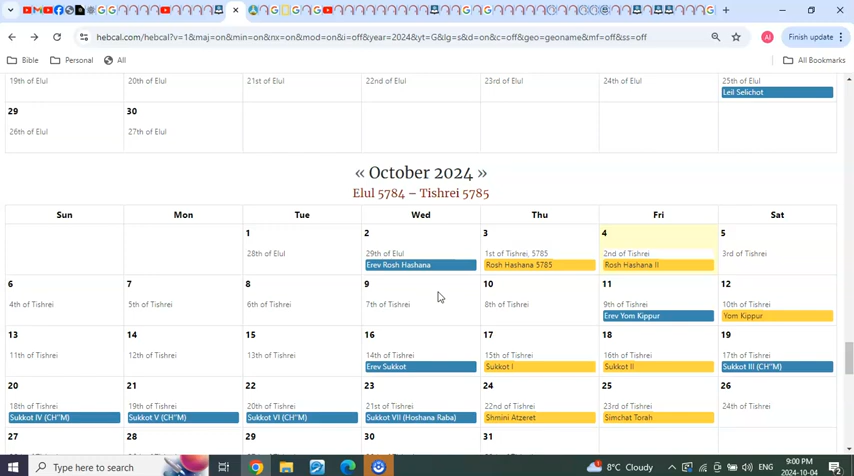 hebcal.com/hebcal?v=1&maj=on&min=on&nx=on&mod=on&i=off&year=2024&yt=G&lg=s&d=on&c=off&geo=geoname&mf=off&ss=off
AI
Finish update
Bible Personal All
All Bookmarks
19th of Elul 20th of Elul 21st of Elul 22nd of Elul 23rd of Elul 24th of Elul 25th of Elul
Leil Selichot
29 30
26th of Elul 27th of Elul
« October 2024 »
Elul 5784 – Tishrei 5785
Sun Mon Tue Wed Thu Fri Sat
1 2 3 4 5
28th of Elul 29th of Elul 1st of Tishrei, 5785 2nd of Tishrei 3rd of Tishrei
Erev Rosh Hashana Rosh Hashana 5785 Rosh Hashana II
6 7 8 9 10 11 12
4th of Tishrei 5th of Tishrei 6th of Tishrei 7th of Tishrei 8th of Tishrei 9th of Tishrei 10th of Tishrei
Erev Yom Kippur Yom Kippur
13 14 15 16 17 18 19
11th of Tishrei 12th of Tishrei 13th of Tishrei 14th of Tishrei 15th of Tishrei 16th of Tishrei 17th of Tishrei
Erev Sukkot Sukkot I Sukkot II Sukkot III (CH''M)
20 21 22 23 24 25 26
18th of Tishrei 19th of Tishrei 20th of Tishrei 21st of Tishrei 22nd of Tishrei 23rd of Tishrei 24th of Tishrei
Sukkot IV (CH''M) Sukkot V (CH''M) Sukkot VI (CH''M) Sukkot VII (Hoshana Raba) Shmini Atzeret Simchat Torah
27 28 29 30 31
Type here to search
8°C Cloudy
ENG
9:00 PM
2024-10-04
2